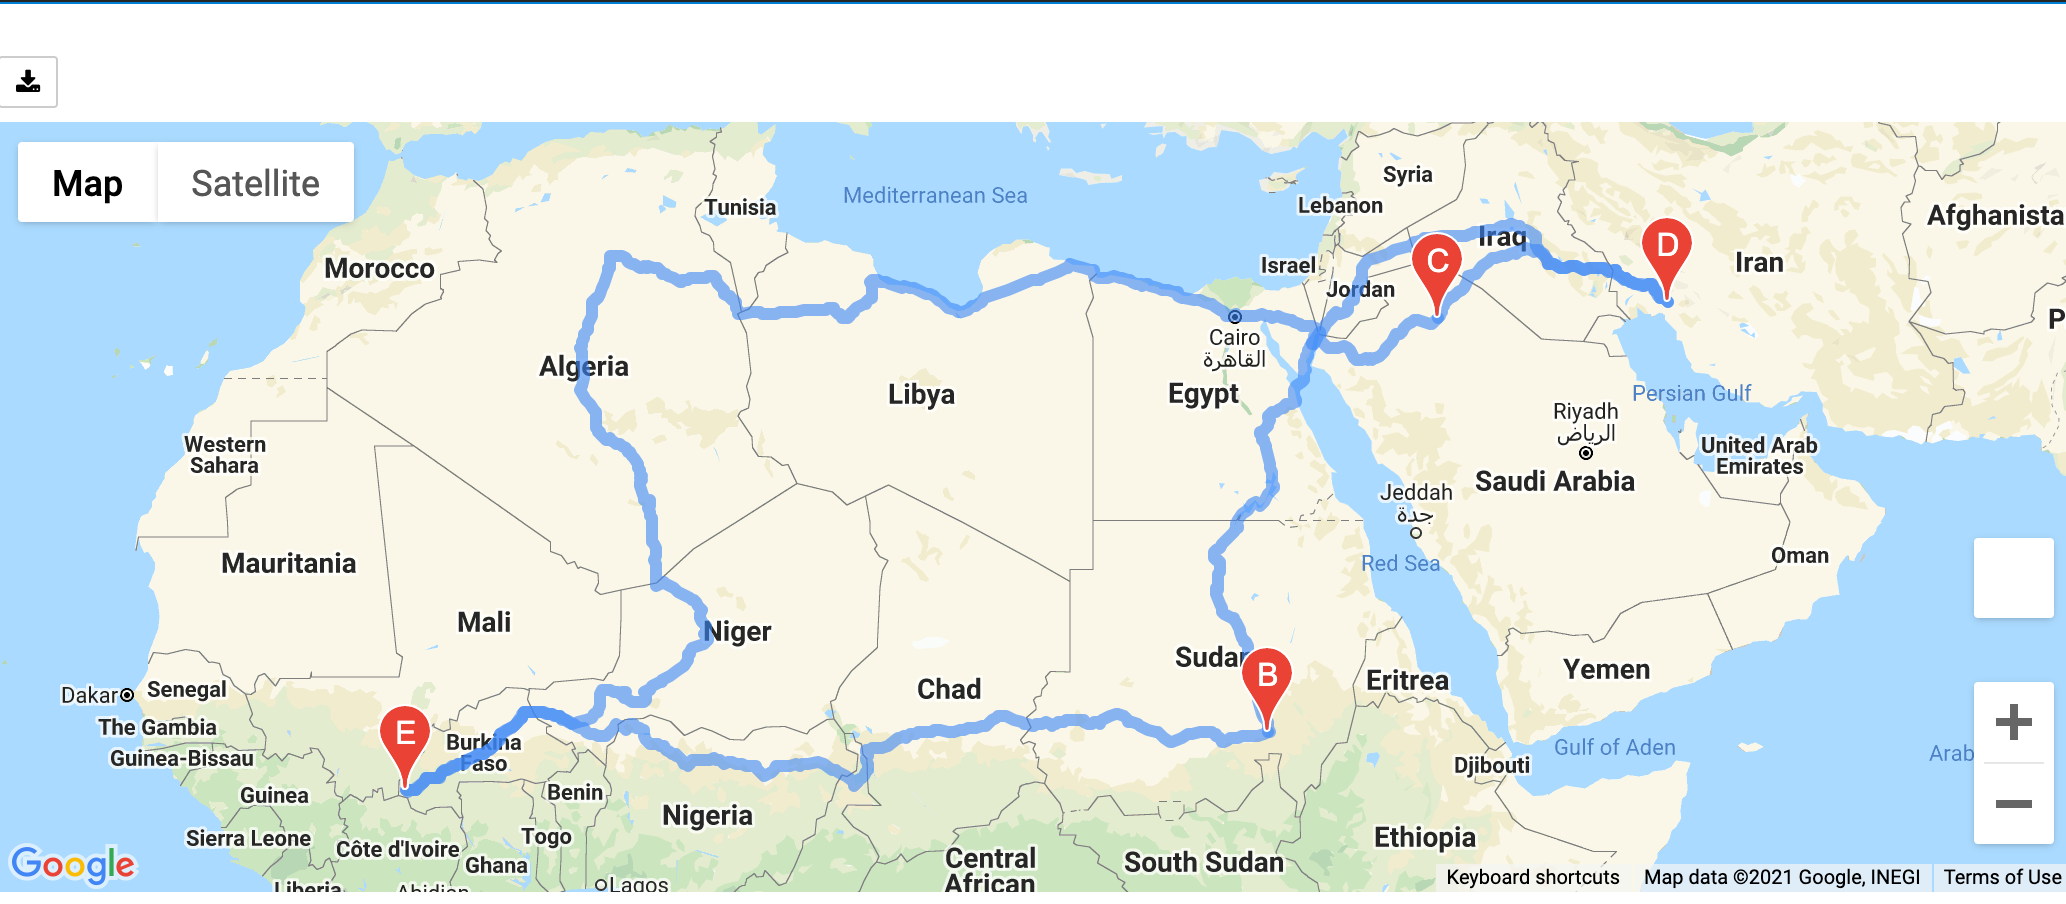 Map
Satellite
Syria
Mediterranean Sea
Tunisia
Lebanon
Afghanista
Iraq
C
D
Iran
Morocco
Israel
Jordan
P
Cairo
القاهرة
Algeria
Libya
Egypt
Persian Gulf
Riyadh
الرياض
Western
Sahara
United Arab
Emirates
Saudi Arabia
Jeddah
جدة
Mauritania
Red Sea
Oman
Mali
Niger
Sudan
B
Yemen
Eritrea
Dakar
Senegal
Chad
The Gambia
E
Burkina
Faso
Guinea-Bissau
Gulf of Aden
Arab
Djibouti
Guinea
Benin
Nigeria
Sierra Leone
Togo
Côte d'Ivoire
Ghana
Ethiopia
Central
African
South Sudan
Google
Liberia
Abidjan
Lagos
Keyboard shortcuts
Map data ©2021 Google, INEGI
Terms of Use